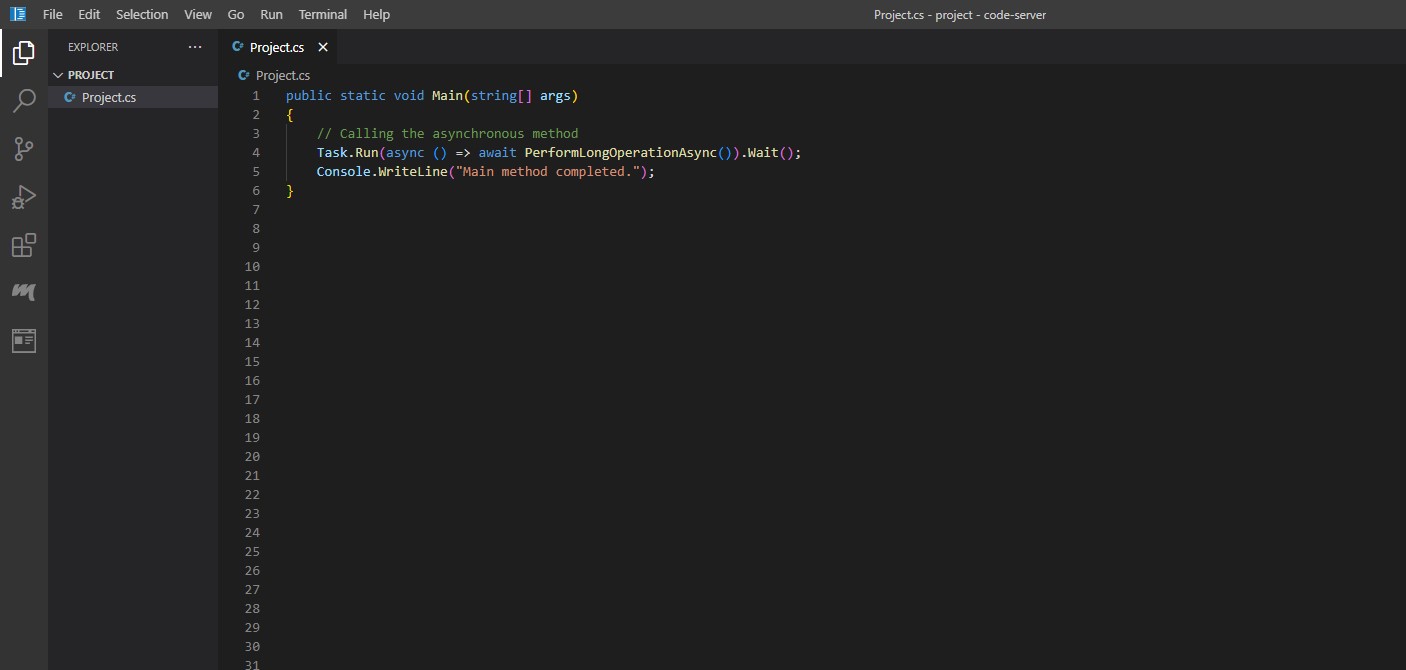 File Edit Selection View Go Run Terminal Help Project.cs - project - code-server
EXPLORER ...
PROJECT
C# Project.cs
C# Project.cs
C# Project.cs
1 public static void Main(string[] args)
2 {
3 // Calling the asynchronous method
4 Task.Run(async () => await PerformLongOperationAsync()).Wait();
5 Console.WriteLine("Main method completed.");
6 }
7
8
9
10
11
12
13
14
15
16
17
18
19
20
21
22
23
24
25
26
27
28
29
30
31